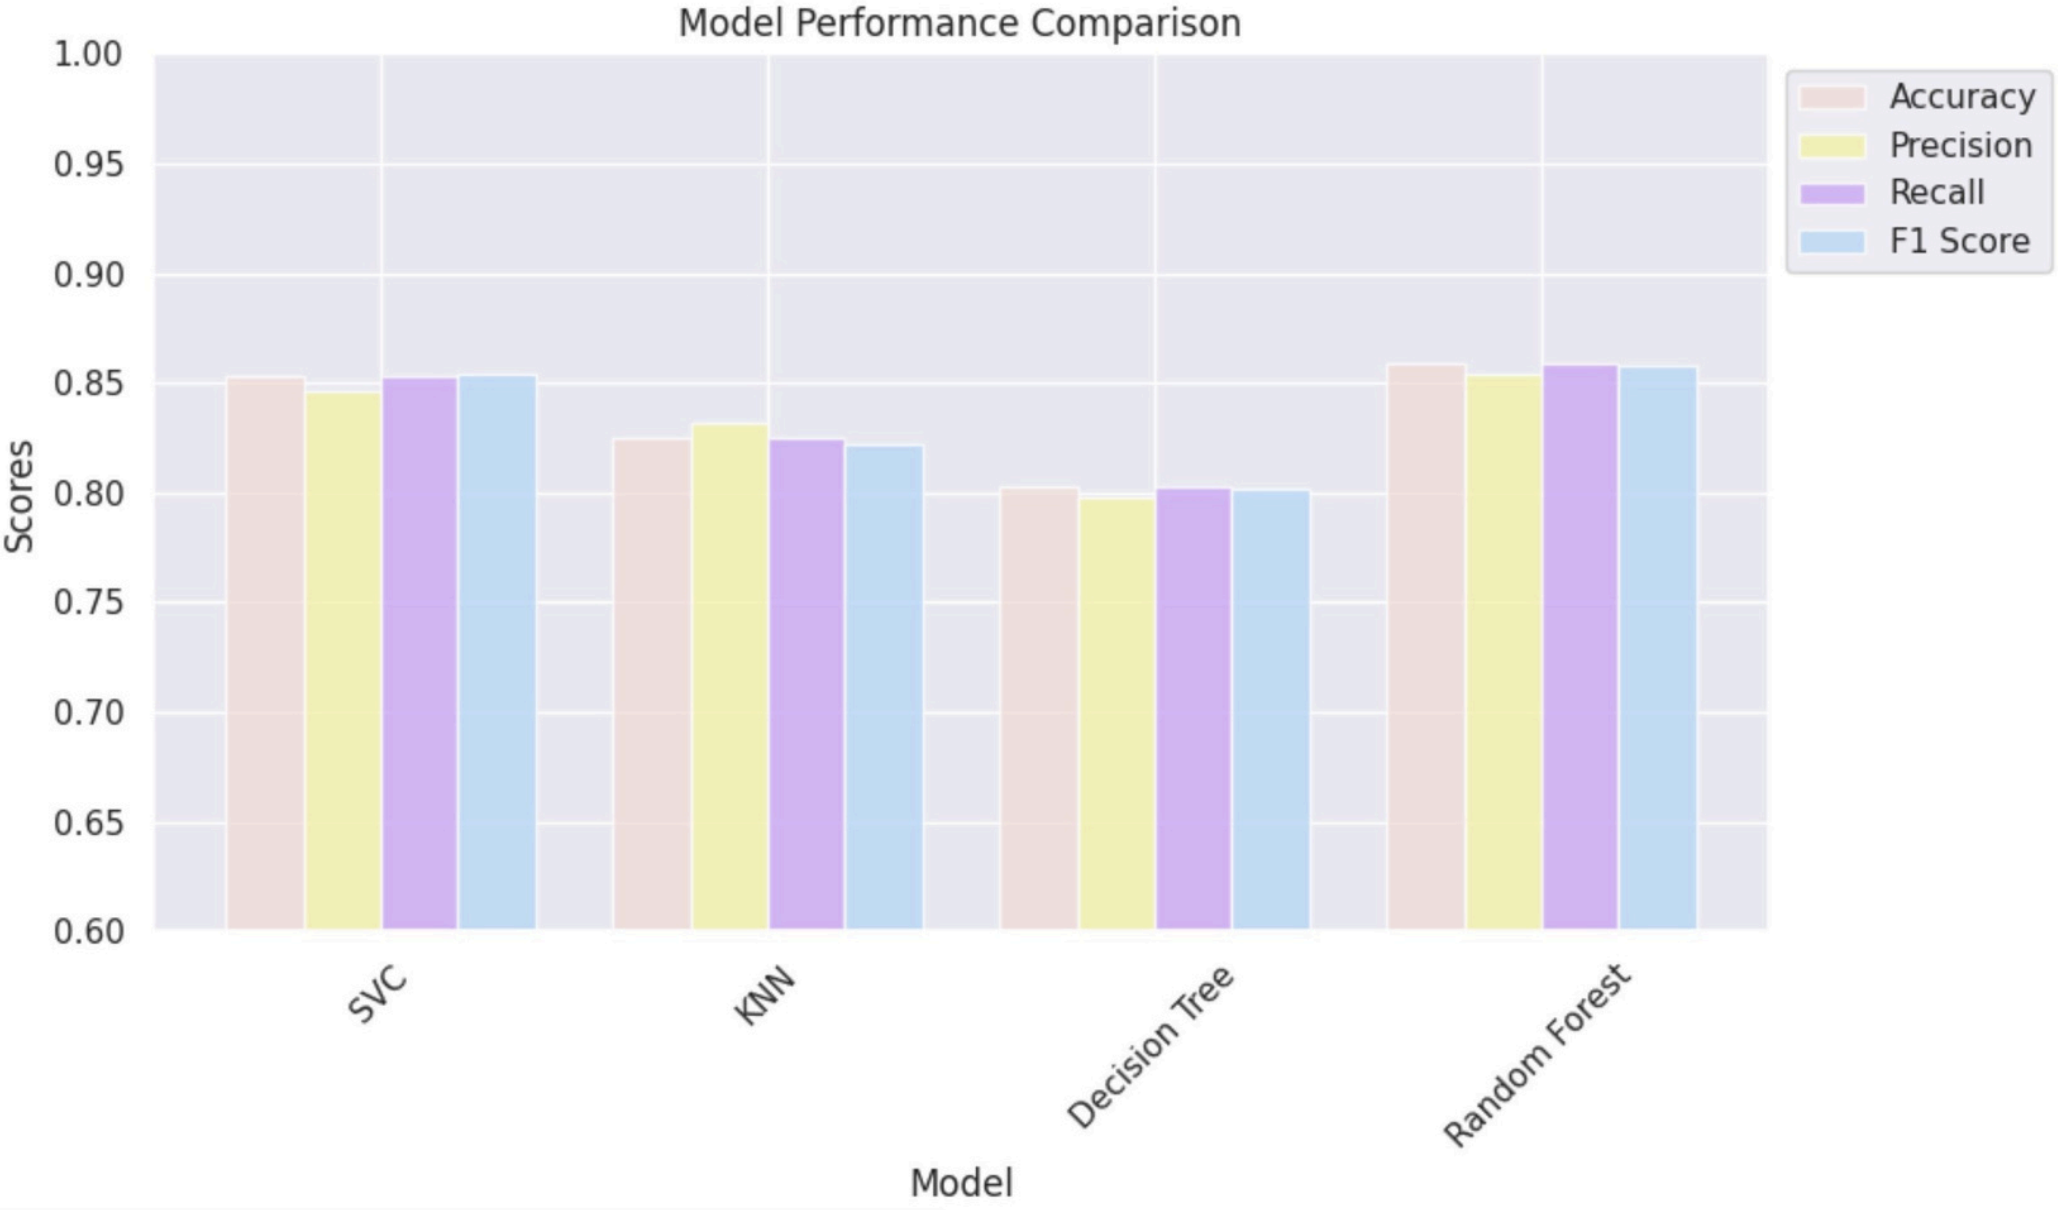 Model Performance Comparison
1.00
0.95
0.90
0.85
0.80
0.75
0.70
0.65
0.60
Scores
SVC
KNN
Decision Tree
Random Forest
Model
Accuracy
Precision
Recall
F1 Score